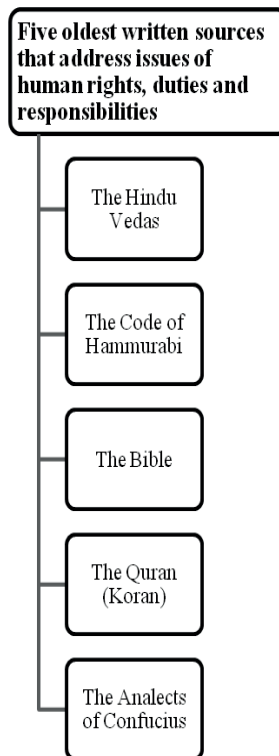 Five oldest written sources
that address issues of
human rights, duties and
responsibilities
The Hindu
Vedas
The Code of
Hammurabi
The Bible
The Quran
(Koran)
The Analects
of Confucius